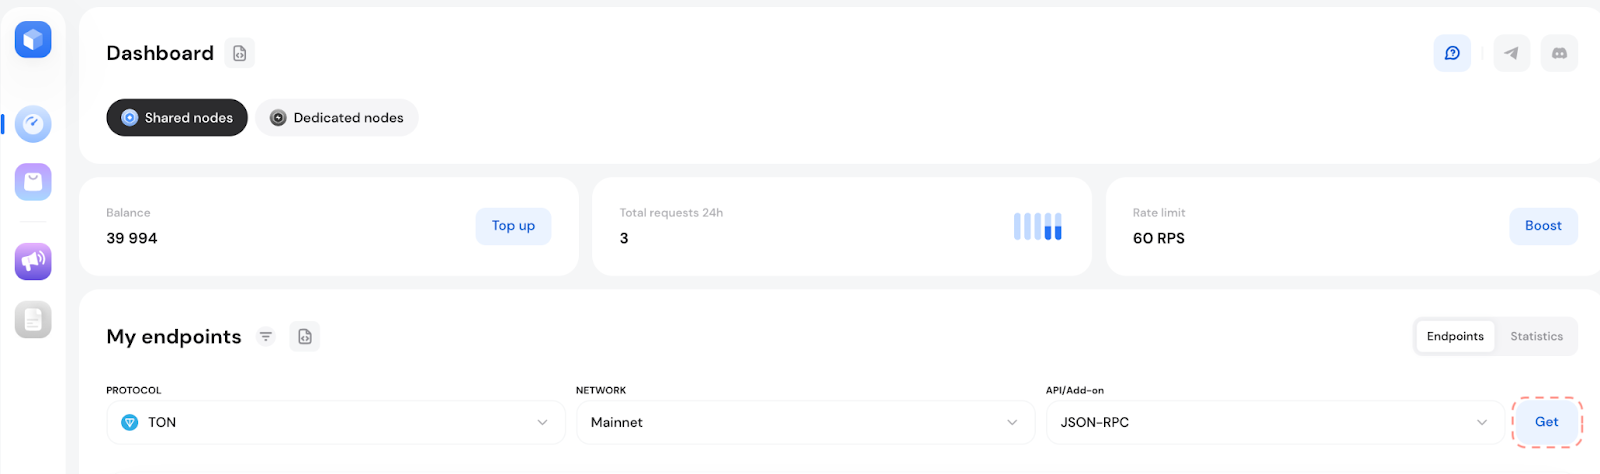 Dashboard
Shared nodes
Dedicated nodes
Balance
39 994
Top up
Total requests 24h
3
Rate limit
60 RPS
Boost
My endpoints
Endpoints
Statistics
PROTOCOL
TON
NETWORK
Mainnet
API/Add-on
JSON-RPC
Get